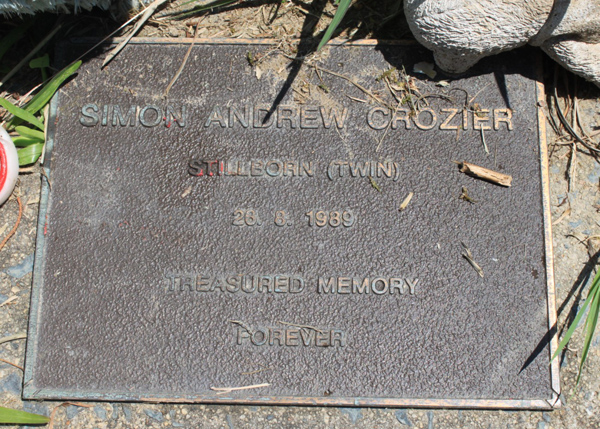 SIMON ANDREW CROZIER
STILLBORN (TWIN)
26. 6. 1989
TREASURED MEMORY
FOREVER